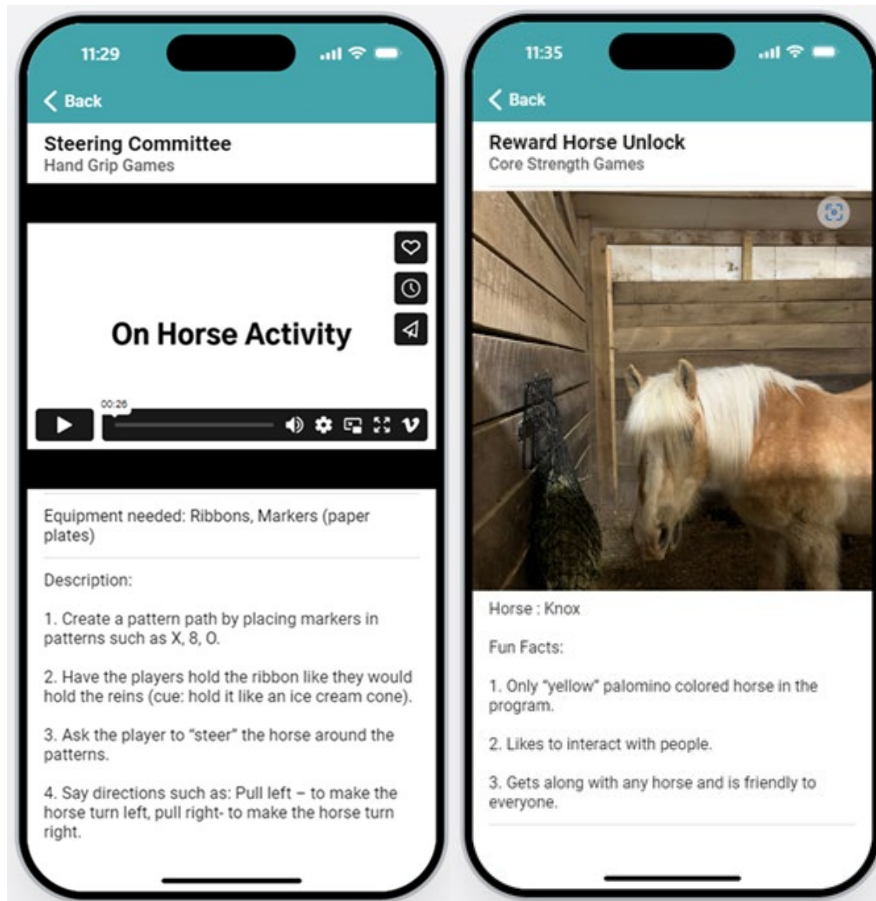 11:29
Back
Steering Committee
Hand Grip Games
On Horse Activity
00:26
Equipment needed: Ribbons, Markers (paper
plates)
Description:
1. Create a pattern path by placing markers in
patterns such as X, 8, O.
2. Have the players hold the ribbon like they would
hold the reins (cue: hold it like an ice cream cone).
3. Ask the player to “steer” the horse around the
patterns.
4. Say directions such as: Pull left – to make the
horse turn left, pull right- to make the horse turn
right.
11:35
Back
Reward Horse Unlock
Core Strength Games
Horse : Knox
Fun Facts:
1. Only “yellow” palomino colored horse in the
program.
2. Likes to interact with people.
3. Gets along with any horse and is friendly to
everyone.